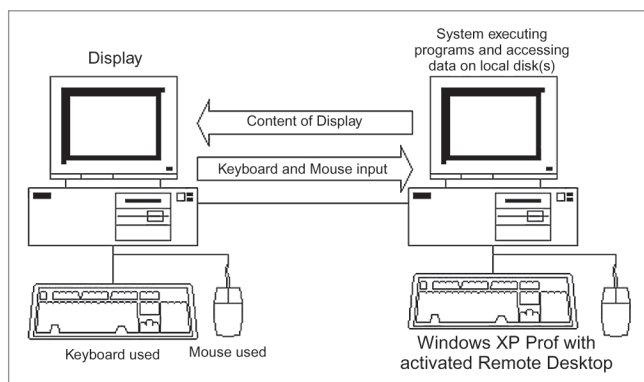 Display
System executing
programs and accessing
data on local disk(s)
Content of Display
Keyboard and Mouse input
Keyboard used
Mouse used
Windows XP Prof with
activated Remote Desktop